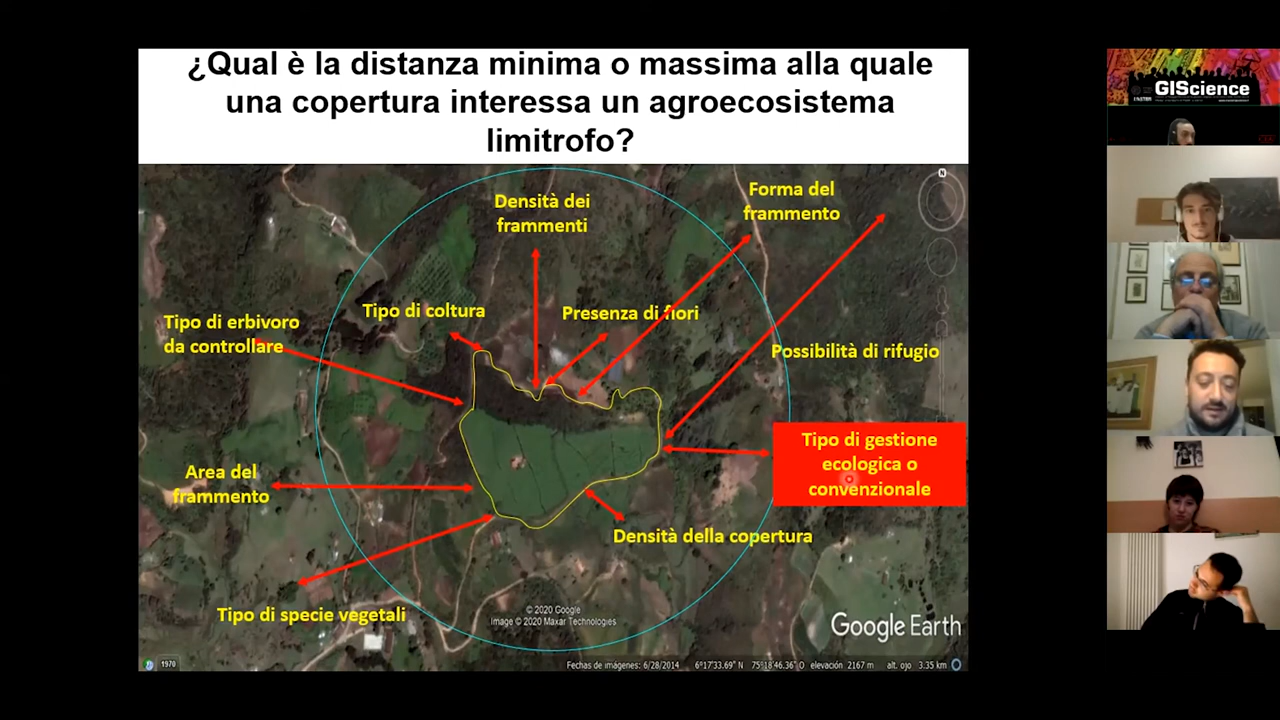 ¿Qual è la distanza minima o massima alla quale
una copertura interessa un agroecosistema
limitrofo?
Densità dei
frammenti
Forma del
frammento
Tipo di coltura
Presenza di fiori
Tipo di erbivoro
da controllare
Possibilità di rifugio
Tipo di gestione
ecologica o
convenzionale
Area del
frammento
Densità della copertura
Tipo di specie vegetali
© 2020 Google
Image © 2020 Maxar Technologies
Google Earth
1970
Fechas de imágenes: 6/28/2014 6°17'33.69" N 75°18'46.36" O elevación 2167 m alt. ojo 3.35 km
N
GIScience